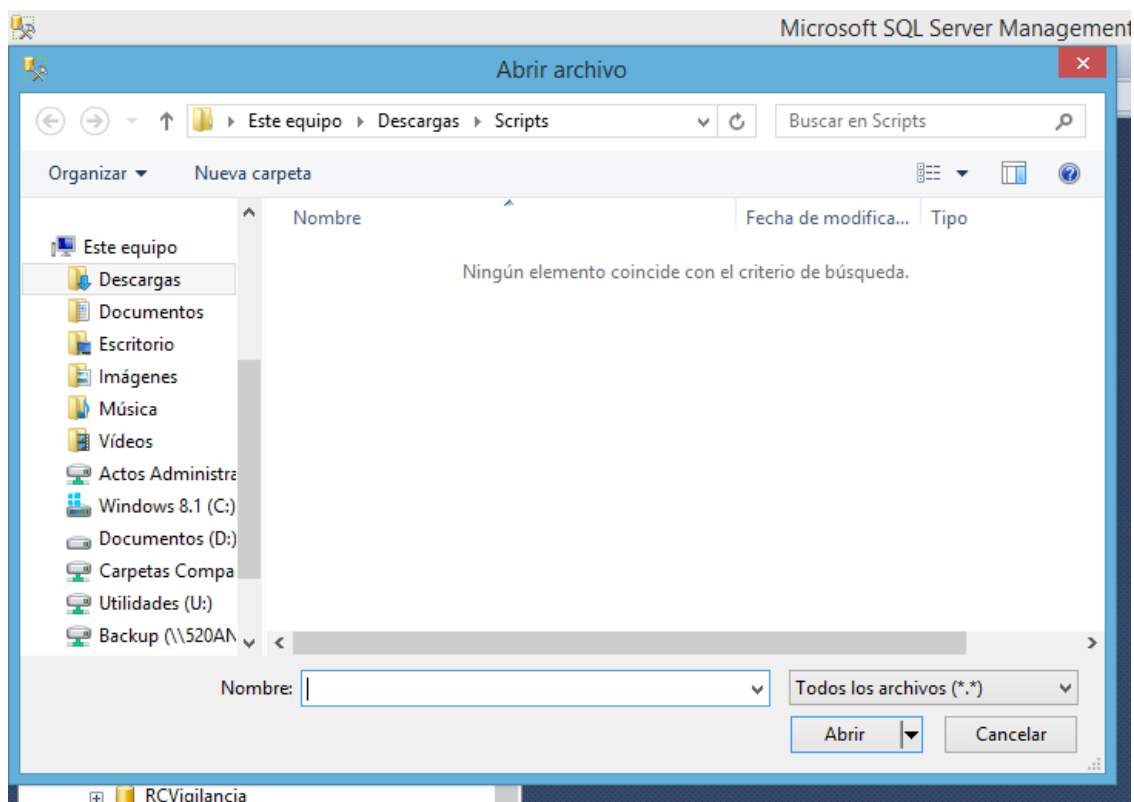 Microsoft SQL Server Management
Abrir archivo
Este equipo Descargas Scripts
Buscar en Scripts
Organizar Nueva carpeta
Nombre Fecha de modifica... Tipo
Ningún elemento coincide con el criterio de búsqueda.
Este equipo
Descargas
Documentos
Escritorio
Imágenes
Música
Vídeos
Actos Administra
Windows 8.1 (C:)
Documentos (D:)
Carpetas Compa
Utilidades (U:)
Backup (\\520AN
Nombre:
Todos los archivos (*.*)
Abrir Cancelar
RCVigilancia